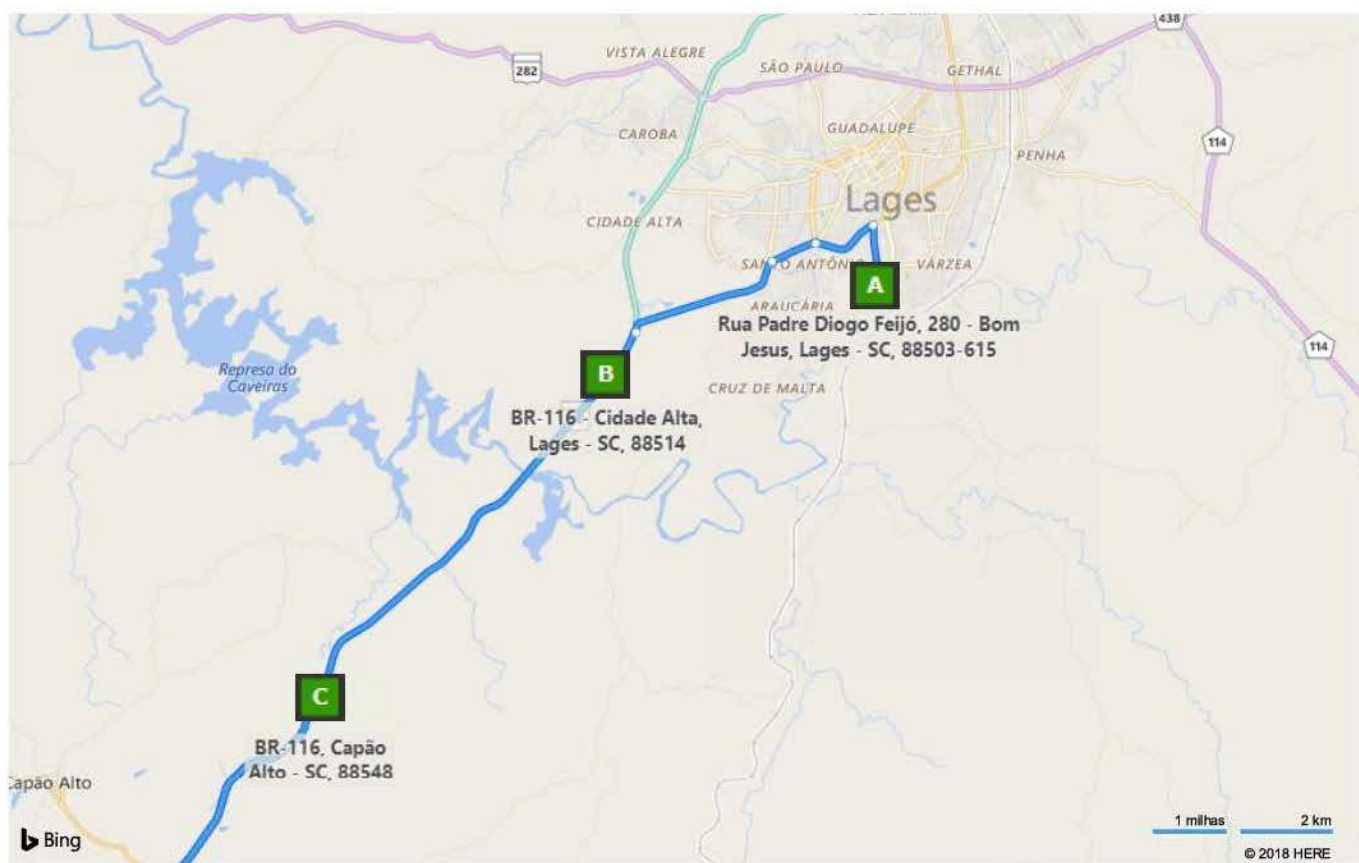 438
VISTA ALEGRE
282
SÃO PAULO
GETHAL
GUADALUPE
CAROBA
114
PENHA
Lages
CIDADE ALTA
SANTO ANTÔNIO
VÁRZEA
A
ARAUCÁRIA
Rua Padre Diogo Feijó, 280 - Bom
Jesus, Lages - SC, 88503-615
114
Represa do
Caveiras
B
CRUZ DE MALTA
BR-116 - Cidade Alta,
Lages - SC, 88514
C
BR-116, Capão
Alto - SC, 88548
Capão Alto
1 milhas
2 km
Bing
© 2018 HERE